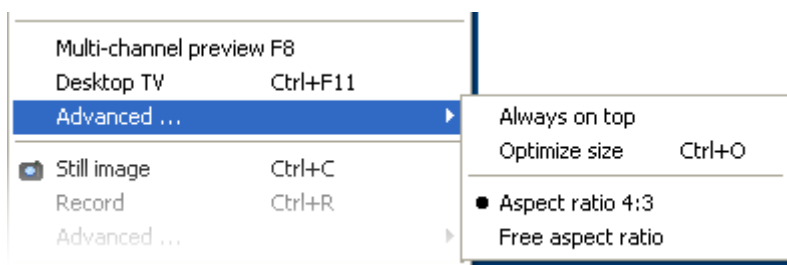 Multi-channel preview F8
Desktop TV Ctrl+F11
Advanced ...
Always on top
Optimize size Ctrl+O
Still image Ctrl+C
Record Ctrl+R
Advanced ...
Aspect ratio 4:3
Free aspect ratio